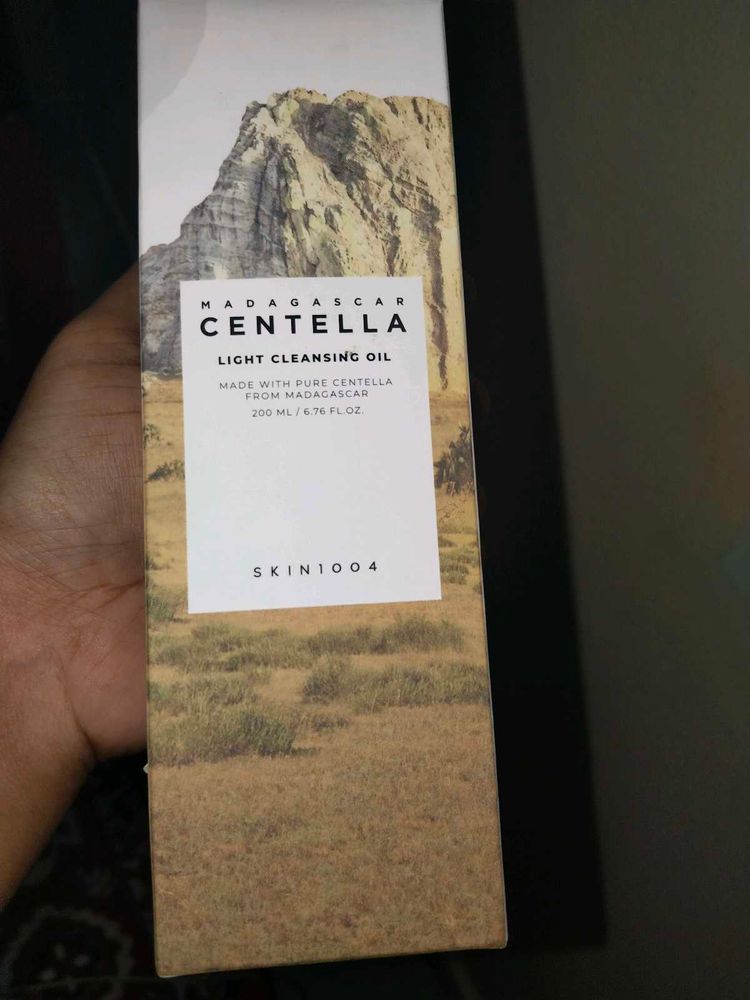 MADAGASCAR
CENTELLA
LIGHT CLEANSING OIL
MADE WITH PURE CENTELLA
FROM MADAGASCAR
200 ML / 6.76 FL.OZ.
SKIN1004